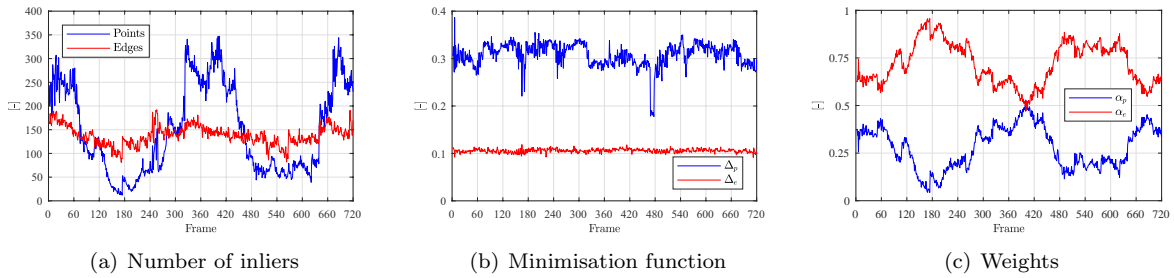 400
350
300
250
200
150
100
50
0
[-]
Points
Edges
0 60 120 180 240 300 360 420 480 540 600 660 720
Frame
(a) Number of inliers
0.4
0.3
0.2
0.1
0
[-]
Δp
Δe
0 60 120 180 240 300 360 420 480 540 600 660 720
Frame
(b) Minimisation function
1
0.75
0.5
0.25
0
[-]
αp
αe
0 60 120 180 240 300 360 420 480 540 600 660 720
Frame
(c) Weights